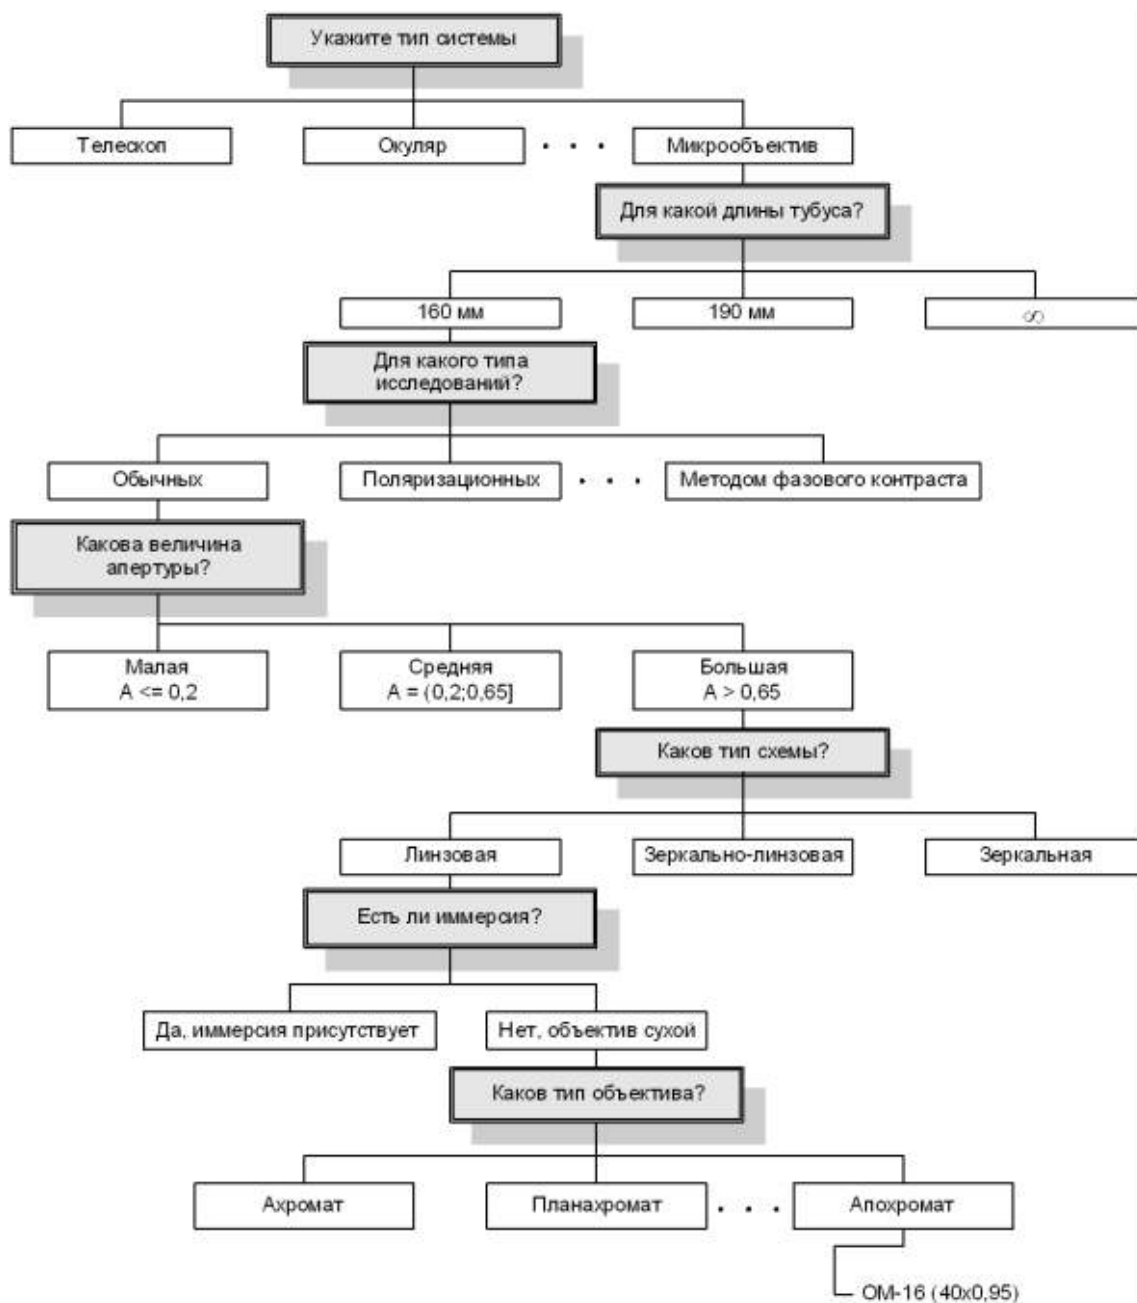 Укажите тип системы
Телескоп
Окуляр
. . .
Микрообъектив
Для какой длины тубуса?
160 мм
190 мм
∞
Для какого типа
исследований?
Обычных
Поляризационных
. . .
Методом фазового контраста
Какова величина
апертуры?
Малая
A <= 0,2
Средняя
A = (0,2;0,65]
Большая
A > 0,65
Каков тип схемы?
Линзовая
Зеркально-линзовая
Зеркальная
Есть ли иммерсия?
Да, иммерсия присутствует
Нет, объектив сухой
Каков тип объектива?
Ахромат
Планахромат
. . .
Апохромат
ОМ-16 (40x0,95)